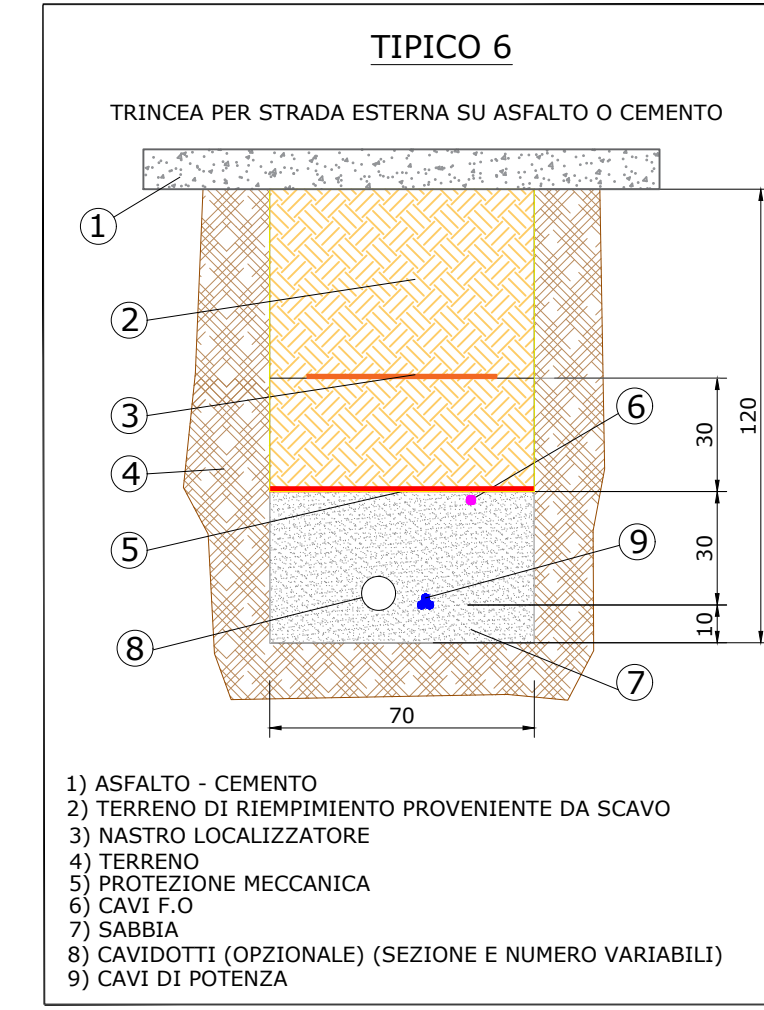 TIPICO 6
TRINCEA PER STRADA ESTERNA SU ASFALTO O CEMENTO
1
2
3
6
30
120
4
5
9
30
8
10
7
70
1) ASFALTO - CEMENTO
2) TERRENO DI RIEMPIMENTO PROVENIENTE DA SCAVO
3) NASTRO LOCALIZZATORE
4) TERRENO
5) PROTEZIONE MECCANICA
6) CAVI F.O
7) SABBIA
8) CAVIDOTTI (OPZIONALE) (SEZIONE E NUMERO VARIABILI)
9) CAVI DI POTENZA